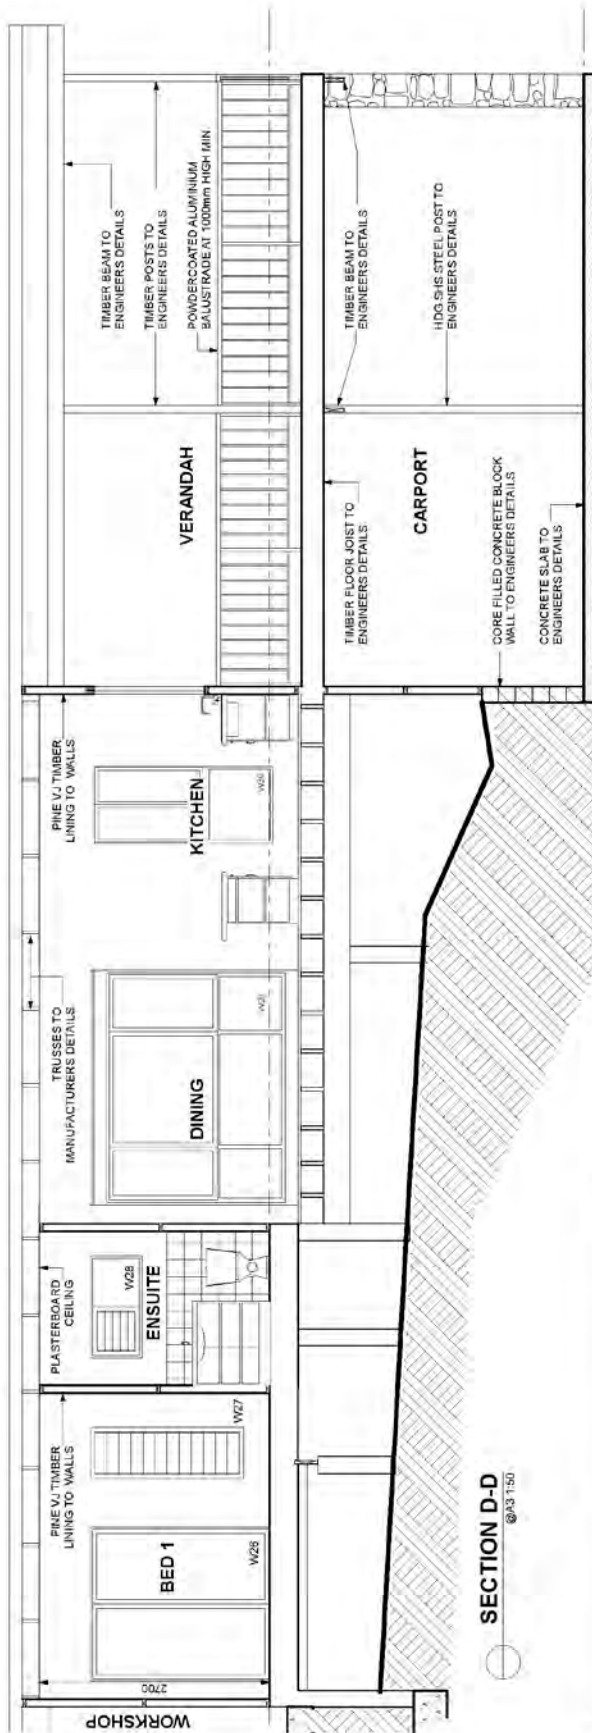 TIMBER BEAM TO
ENGINEERS DETAILS
TIMBER POSTS TO
ENGINEERS DETAILS
POWDERCOATED ALUMINIUM
BALUSTRADE AT 1000mm HIGH MIN.
VERANDAH
TIMBER BEAM TO
ENGINEERS DETAILS
HDG SHS STEEL POST TO
ENGINEERS DETAILS
TIMBER FLOOR JOIST TO
ENGINEERS DETAILS
CARPORT
CORE FILLED CONCRETE BLOCK
WALL TO ENGINEERS DETAILS
CONCRETE SLAB TO
ENGINEERS DETAILS
PINE VJ TIMBER
LINING TO WALLS
KITCHEN
W30
TRUSSES TO
MANUFACTURERS DETAILS
DINING
PLASTERBOARD
CEILING
W28
ENSUITE
PINE VJ TIMBER
LINING TO WALLS
W27
BED 1
W26
2700
WORKSHOP
SECTION D-D
@A3 1:50